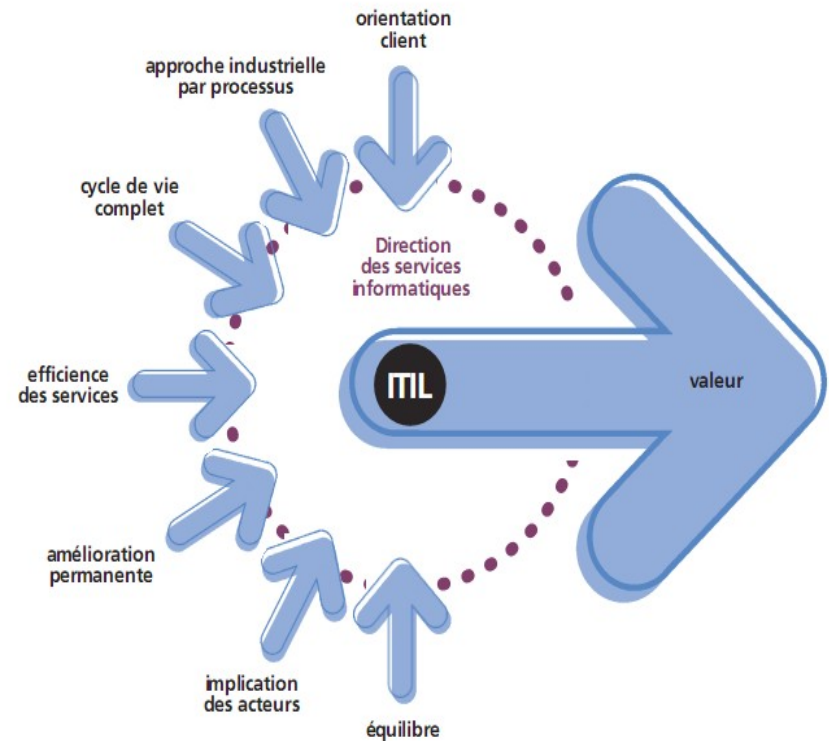 orientation
client
approche industrielle
par processus
cycle de vie
complet
Direction
des services
informatiques
efficience
des services
ITIL
valeur
amélioration
permanente
implication
des acteurs
équilibre